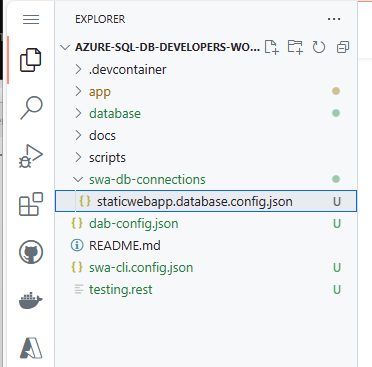 EXPLORER
AZURE-SQL-DB-DEVELOPERS-WO...
.devcontainer
app
database
docs
scripts
swa-db-connections
{} staticwebapp.database.config.json U
{} dab-config.json U
README.md
{} swa-cli.config.json U
testing.rest U